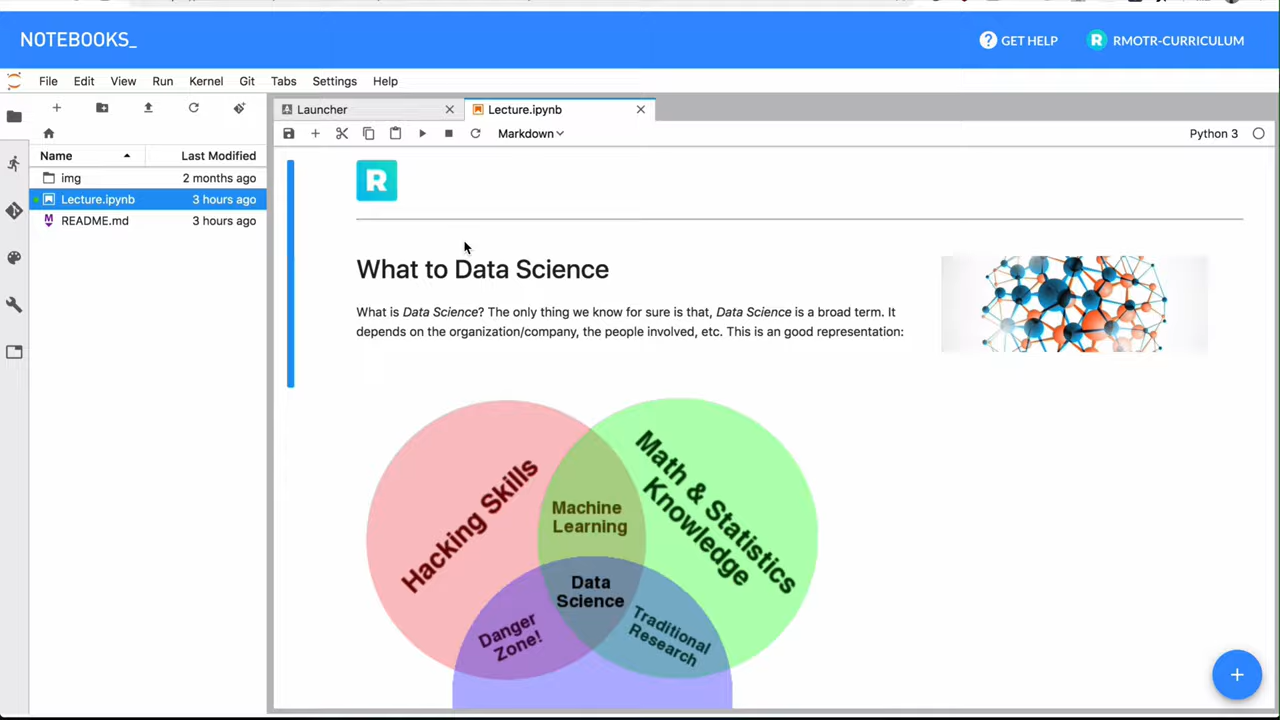 NOTEBOOKS_
? GET HELP
R RMOTR-CURRICULUM
File Edit View Run Kernel Git Tabs Settings Help
Launcher
Lecture.ipynb
Markdown
Python 3
Name Last Modified
img 2 months ago
Lecture.ipynb 3 hours ago
M README.md 3 hours ago
R
What to Data Science
What is Data Science? The only thing we know for sure is that, Data Science is a broad term. It
depends on the organization/company, the people involved, etc. This is an good representation:
Hacking Skills
Math & Statistics
Knowledge
Machine
Learning
Data
Science
Danger
Zone!
Traditional
Research